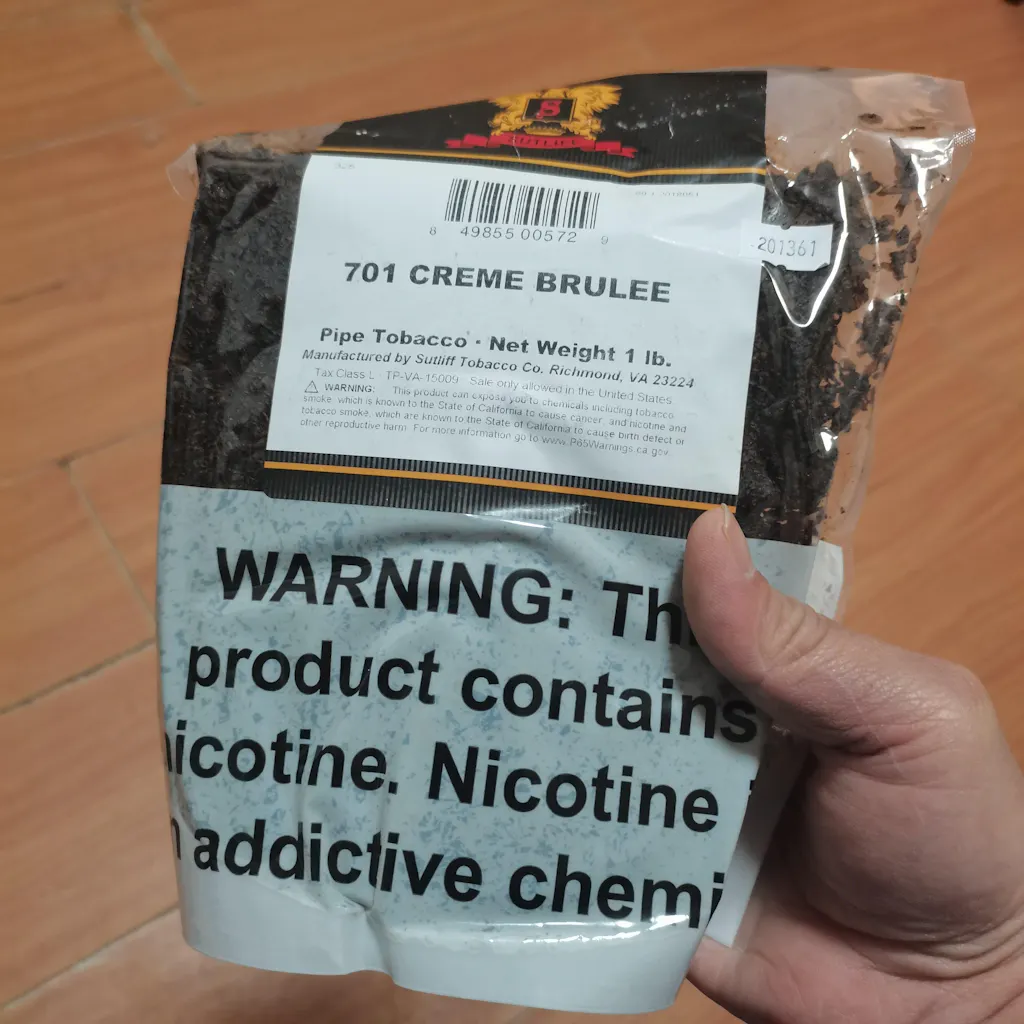 S
SUTLIFF
8 49855 00572 9
201361
701 CREME BRULEE
Pipe Tobacco · Net Weight 1 lb.
Manufactured by Sutliff Tobacco Co. Richmond, VA 23224
Tax Class L · TP-VA-15009 Sale only allowed in the United States.
⚠ WARNING: This product can expose you to chemicals including tobacco
smoke, which is known to the State of California to cause cancer, and nicotine and
tobacco smoke, which are known to the State of California to cause birth defect or
other reproductive harm. For more information go to www.P65Warnings.ca.gov.
WARNING: Thi
product contains
nicotine. Nicotine i
n addictive chemi